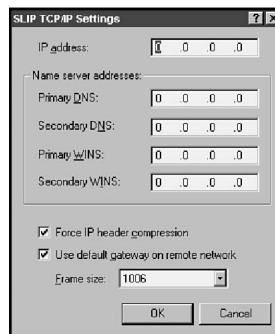 SLIP TCP/IP Settings
IP address: 0 .0 .0 .0
Name server addresses:
Primary DNS: 0 .0 .0 .0
Secondary DNS: 0 .0 .0 .0
Primary WINS: 0 .0 .0 .0
Secondary WINS: 0 .0 .0 .0
Force IP header compression
Use default gateway on remote network
Frame size: 1006
OK Cancel